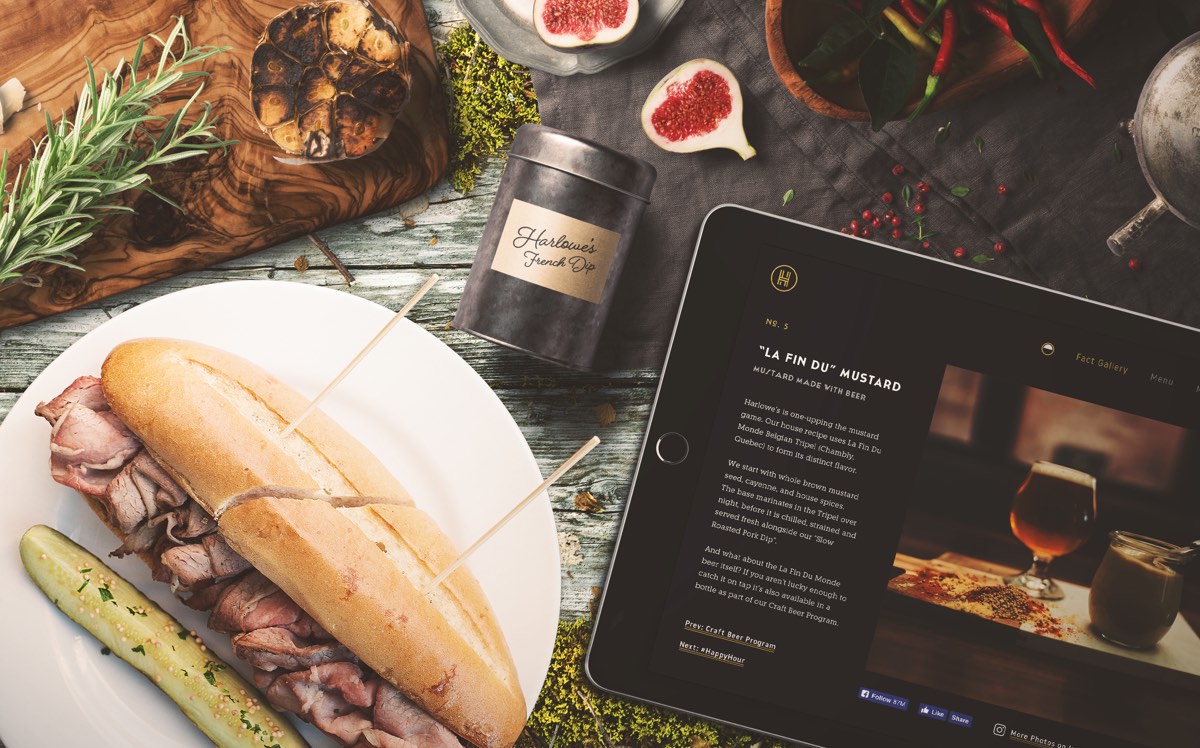 Harlowe's
French Dip
H
No. 5
Fact Gallery
Menu
"LA FIN DU" MUSTARD
MUSTARD MADE WITH BEER
Harlowe's is one-upping the mustard
game. Our house recipe uses La Fin Du
Monde Belgian Tripel (Chambly,
Quebec) to form its distinct flavor.
We start with whole brown mustard
seed, cayenne, and house spices.
The base marinates in the Tripel over
night, before it is chilled, strained and
served fresh alongside our "Slow
Roasted Pork Dip".
And what about the La Fin Du Monde
beer itself? If you aren't lucky enough to
catch it on tap it's also available in a
bottle as part of our Craft Beer Program.
Prev: Craft Beer Program
Next: #HappyHour
Follow 57M
Like
Share
More Photos on